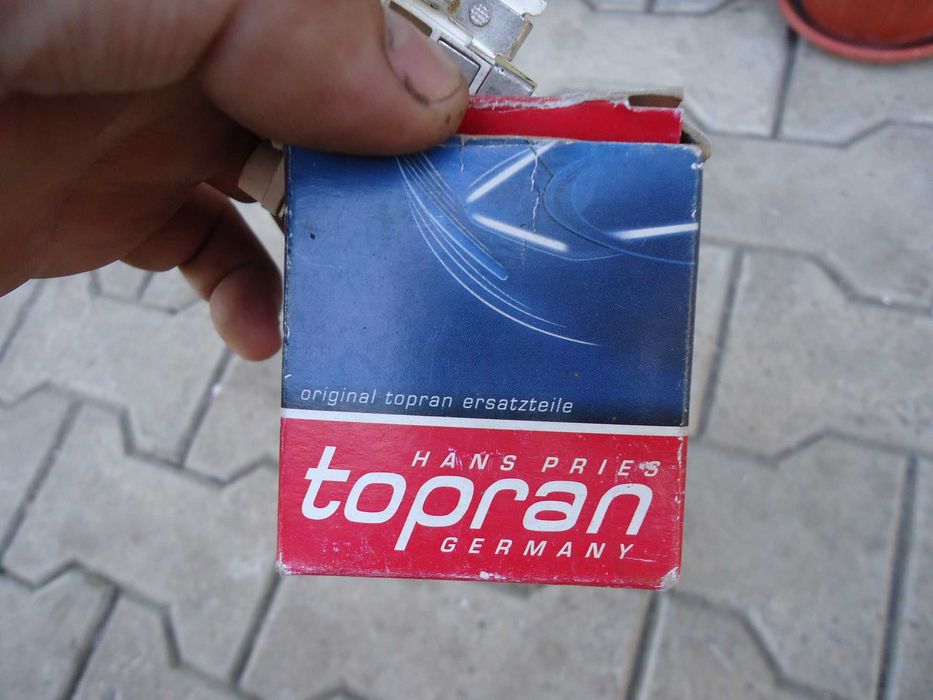 original topran ersatzteile
HANS PRIES
topran
GERMANY